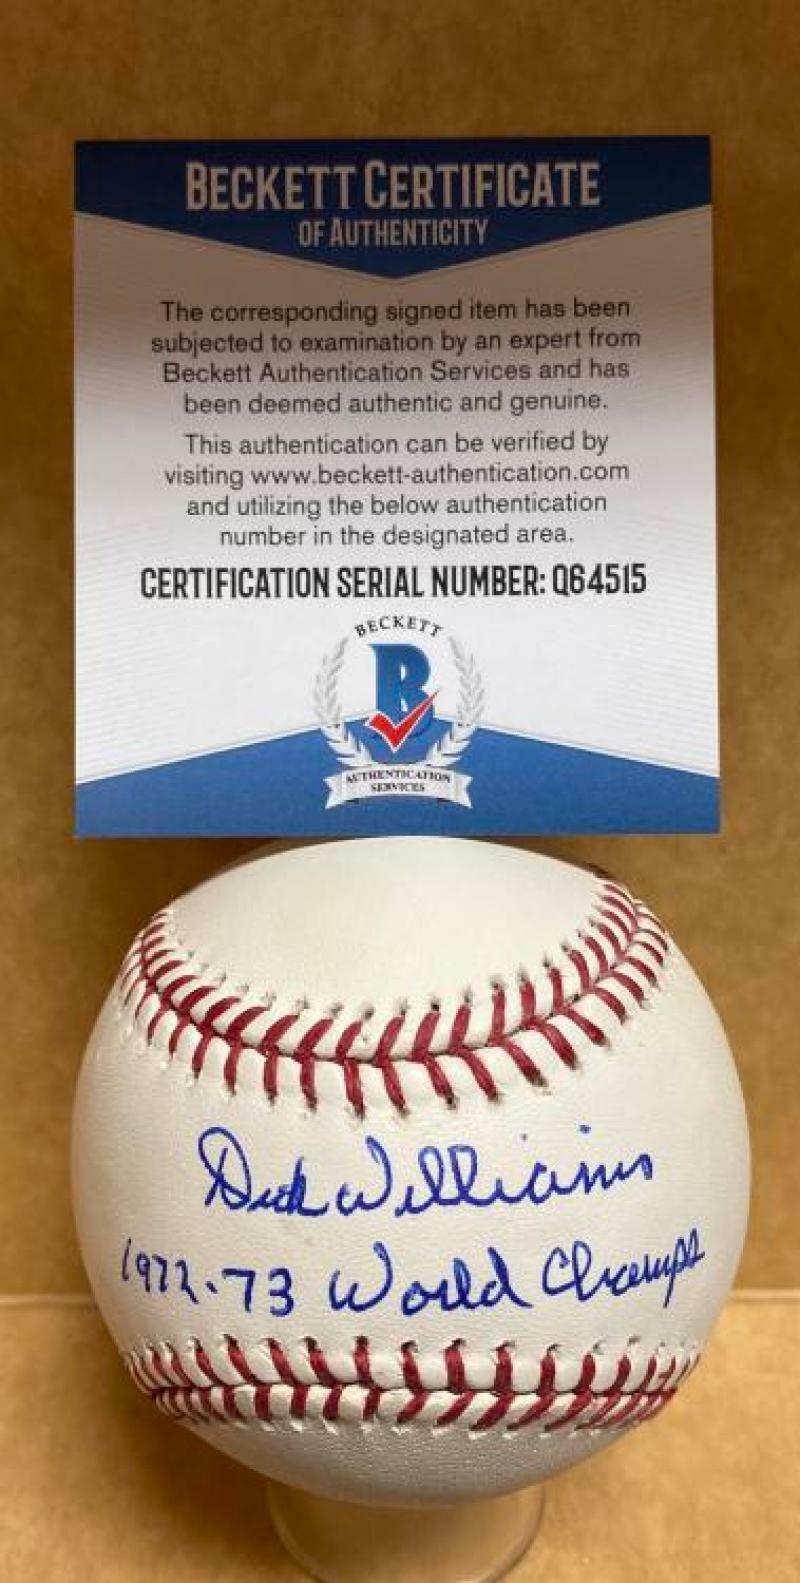 BECKETT CERTIFICATE
OF AUTHENTICITY
The corresponding signed item has been
subjected to examination by an expert from
Beckett Authentication Services and has
been deemed authentic and genuine.
This authentication can be verified by
visiting www.beckett-authentication.com
and utilizing the below authentication
number in the designated area.
CERTIFICATION SERIAL NUMBER: Q64515
BECKETT
B
AUTHENTICATION
SERVICES
Dick Williams
1972-73 World Champs